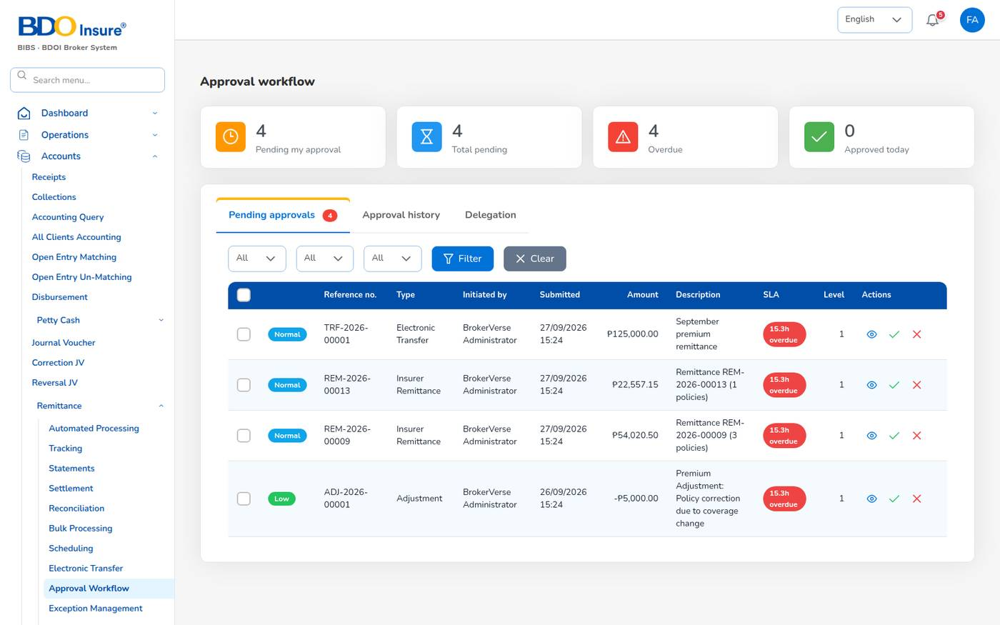 BDO Insure®
BIBS · BDOI Broker System
Search menu...
Dashboard
Operations
Accounts
Receipts
Collections
Accounting Query
All Clients Accounting
Open Entry Matching
Open Entry Un-Matching
Disbursement
Petty Cash
Journal Voucher
Correction JV
Reversal JV
Remittance
Automated Processing
Tracking
Statements
Settlement
Reconciliation
Bulk Processing
Scheduling
Electronic Transfer
Approval Workflow
Exception Management
English
5
FA
Approval workflow
4
Pending my approval
4
Total pending
4
Overdue
0
Approved today
Pending approvals 4
Approval history
Delegation
All
All
All
Filter
Clear
Reference no. Type Initiated by Submitted Amount Description SLA Level Actions
Normal
TRF-2026-
00001
Electronic
Transfer
BrokerVerse
Administrator
27/09/2026
15:24
₱125,000.00
September
premium
remittance
15.3h
overdue
1
Normal
REM-2026-
00013
Insurer
Remittance
BrokerVerse
Administrator
27/09/2026
15:24
₱22,557.15
Remittance REM-
2026-00013 (1
policies)
15.3h
overdue
1
Normal
REM-2026-
00009
Insurer
Remittance
BrokerVerse
Administrator
27/09/2026
15:24
₱54,020.50
Remittance REM-
2026-00009 (3
policies)
15.3h
overdue
1
Low
ADJ-2026-
00001
Adjustment
BrokerVerse
Administrator
26/09/2026
15:24
-₱5,000.00
Premium
Adjustment:
Policy correction
due to coverage
change
15.3h
overdue
1